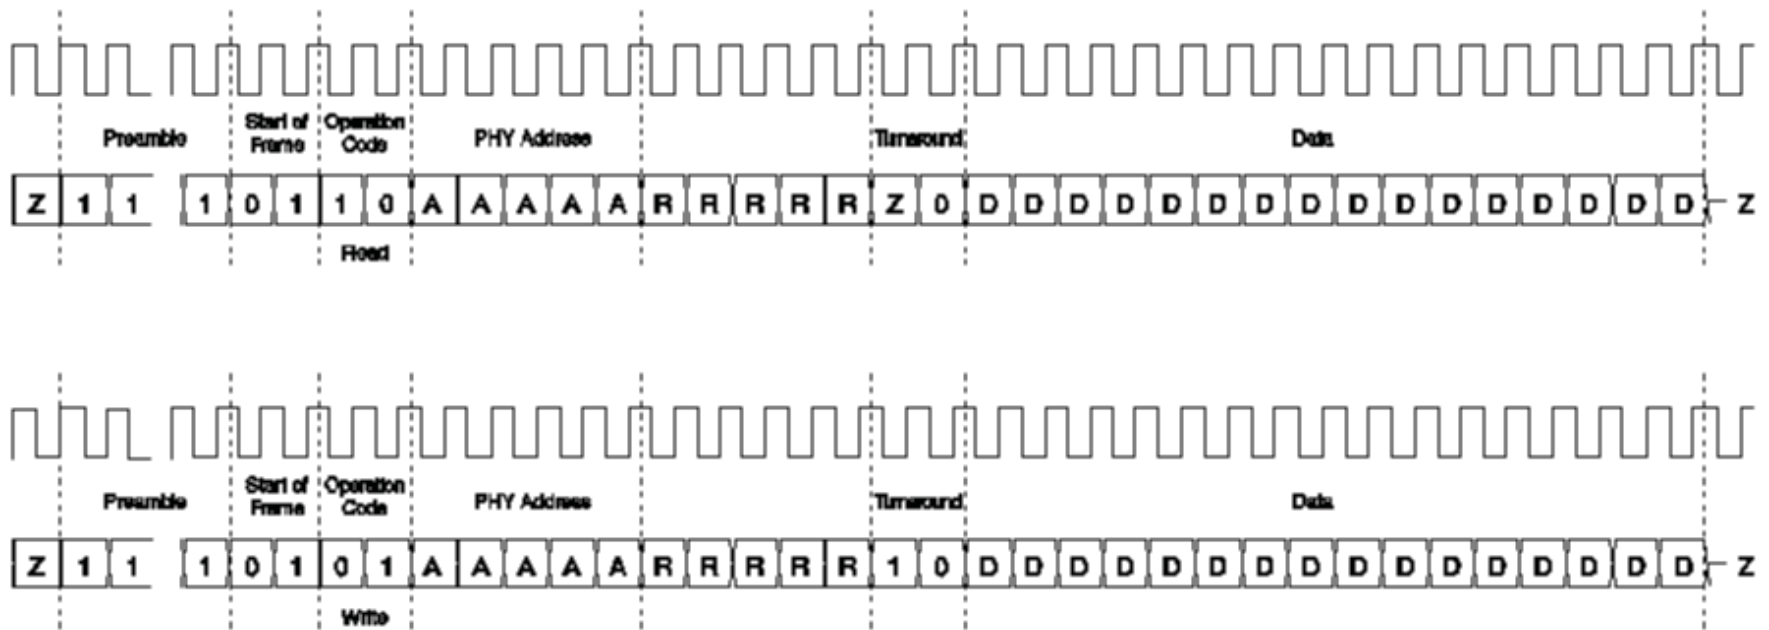 Preamble
Start of Frame
Operation Code
PHY Address
Turnaround
Data
Z 1 1 1 0 1 1 0 A A A A A R R R R R Z 0 D D D D D D D D D D D D D D D D Z
Read
Preamble
Start of Frame
Operation Code
PHY Address
Turnaround
Data
Z 1 1 1 0 1 0 1 A A A A A R R R R R 1 0 D D D D D D D D D D D D D D D D Z
Write